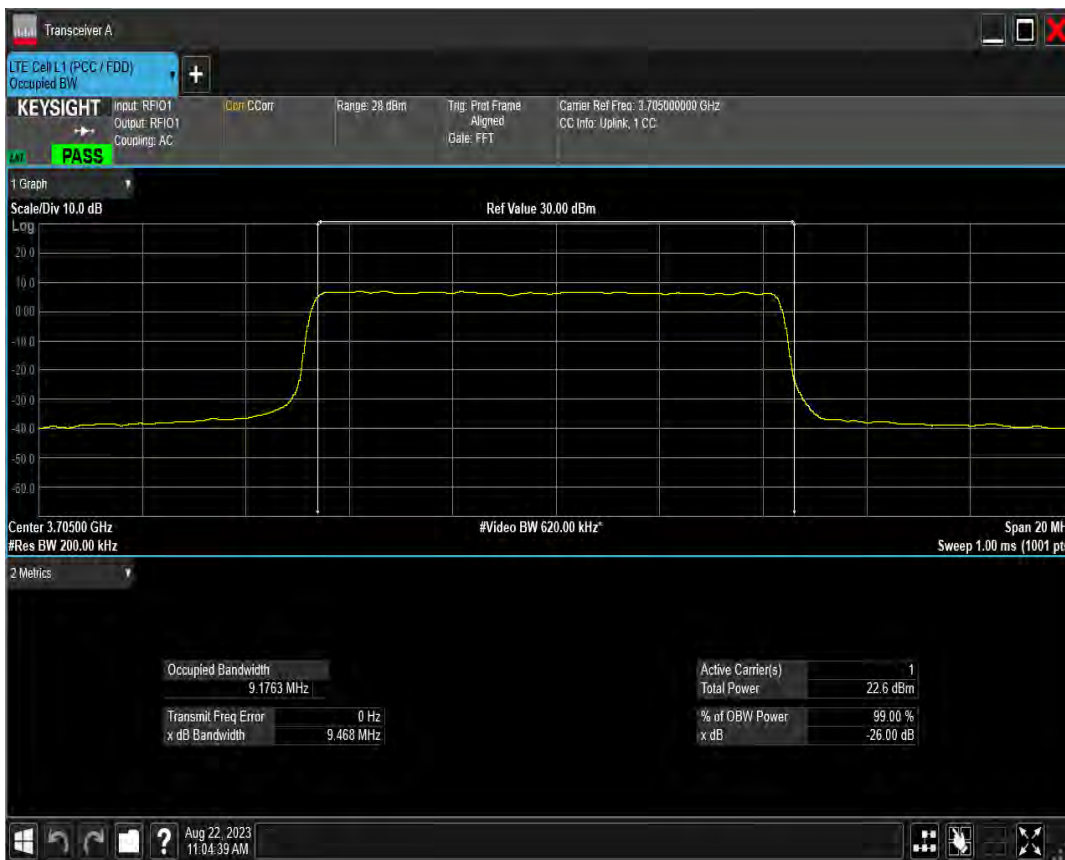 Transceiver A
LTE Cell L1 (PCC / FDD)
Occupied BW
KEYSIGHT
PASS
Input: RFIO1
Output: RFIO1
Coupling: AC
Corr CCorr
Range: 28 dBm
Trig: Prot Frame
Aligned
Gate: FFT
Carrier Ref Freq: 3.705000000 GHz
CC Info: Uplink, 1 CC
1 Graph
Scale/Div 10.0 dB
Ref Value 30.00 dBm
Log
20.0
10.0
0.00
-10.0
-20.0
-30.0
-40.0
-50.0
-60.0
Center 3.70500 GHz
#Video BW 620.00 kHz*
Span 20 MH
#Res BW 200.00 kHz
Sweep 1.00 ms (1001 pt
2 Metrics
Occupied Bandwidth
9.1763 MHz
Transmit Freq Error 0 Hz
x dB Bandwidth 9.468 MHz
Active Carrier(s) 1
Total Power 22.6 dBm
% of OBW Power 99.00 %
x dB -26.00 dB
?
Aug 22, 2023
11:04:39 AM